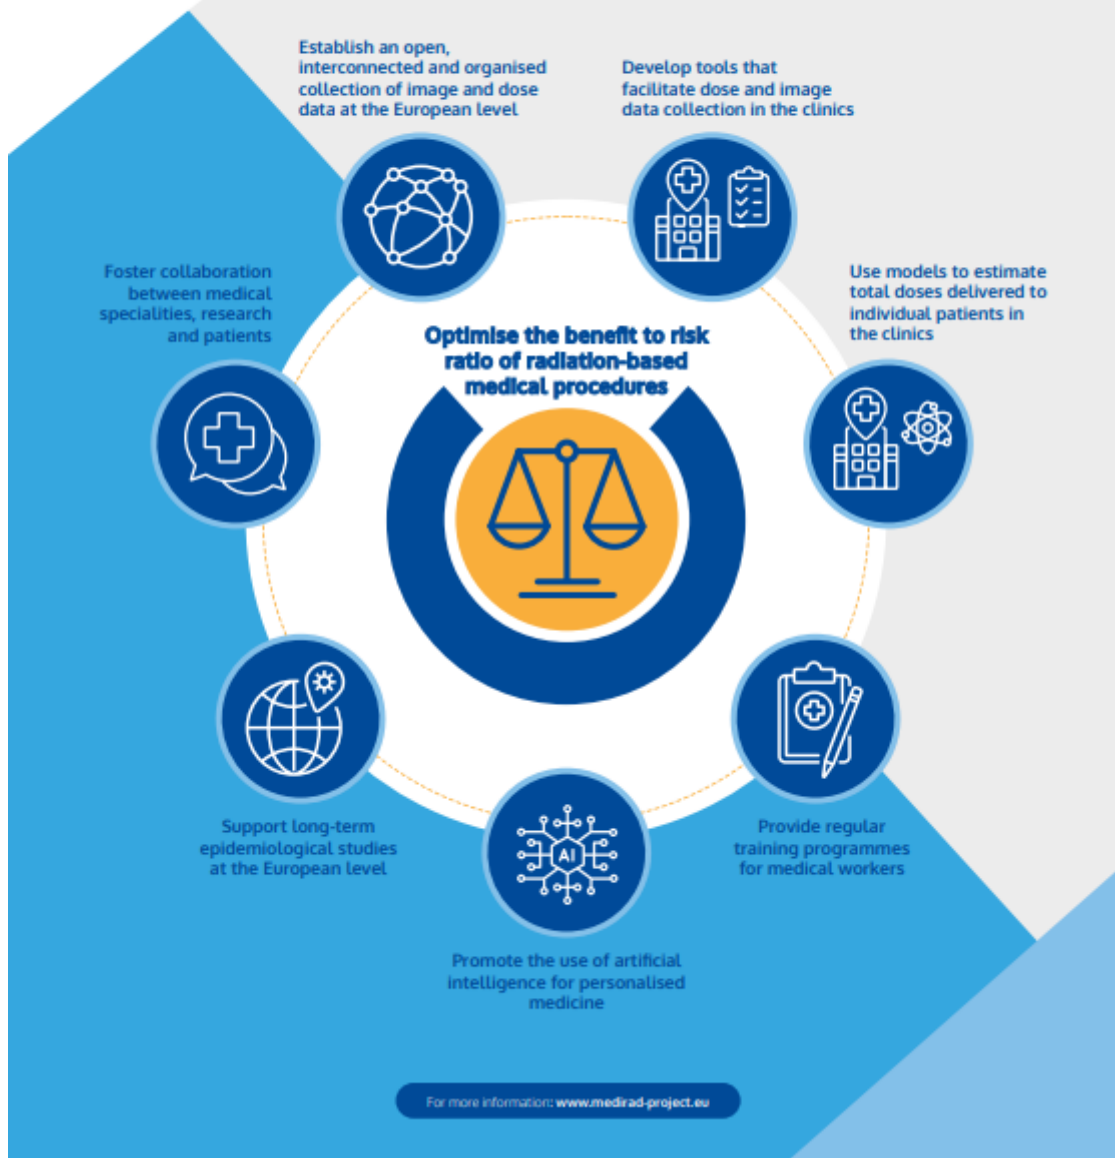 Establish an open,
interconnected and organised
collection of image and dose
data at the European level
Develop tools that
facilitate dose and image
data collection in the clinics
Foster collaboration
between medical
specialities, research
and patients
Use models to estimate
total doses delivered to
individual patients in
the clinics
Optimise the benefit to risk
ratio of radiation-based
medical procedures
Support long-term
epidemiological studies
at the European level
AI
Provide regular
training programmes
for medical workers
Promote the use of artificial
intelligence for personalised
medicine
For more information: www.medirad-project.eu